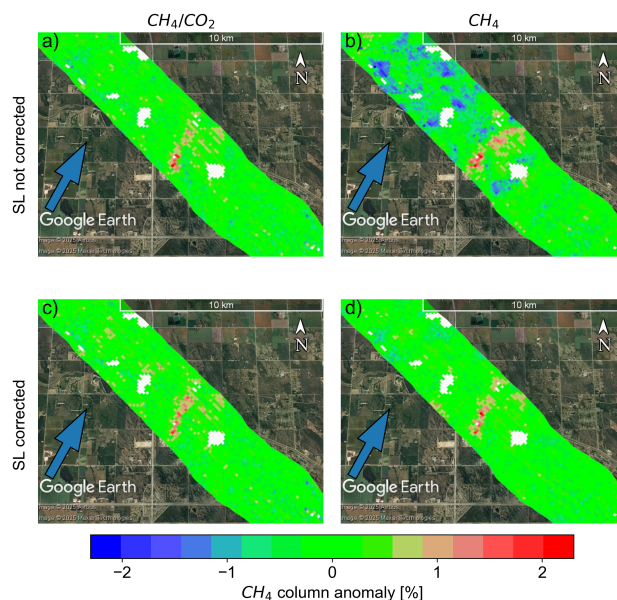 CH₄/CO₂
CH₄
SL not corrected
a)
10 km
N
Google Earth
b)
10 km
N
Google Earth
SL corrected
c)
10 km
N
Google Earth
d)
10 km
N
Google Earth
−2
−1
0
1
2
CH₄ column anomaly [%]